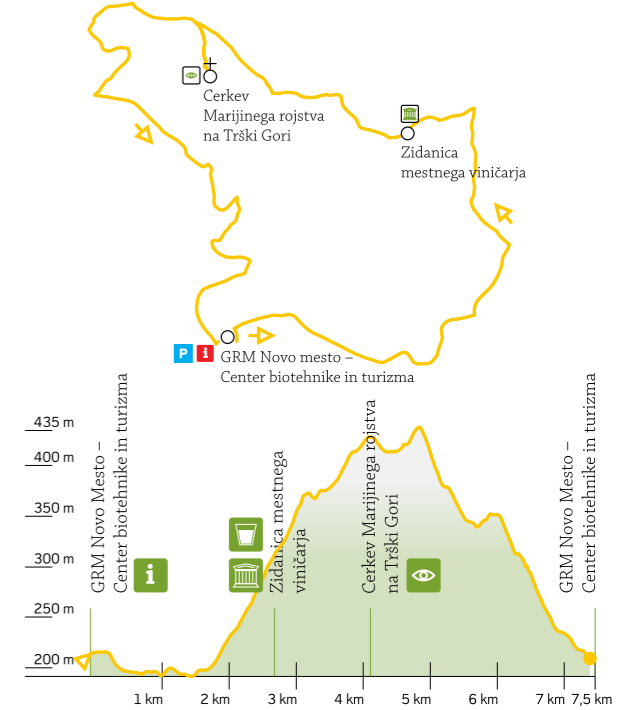 Cerkev
Marijinega rojstva
na Trški Gori
Zidanica
mestnega viničarja
P i GRM Novo mesto –
Center biotehnike in turizma
435 m
400 m
350 m
300 m
250 m
200 m
GRM Novo Mesto –
Center biotehnike in turizma
i
Zidanica mestnega
viničarja
Cerkev Marijinega rojstva
na Trški Gori
GRM Novo Mesto –
Center biotehnike in turizma
1 km 2 km 3 km 4 km 5 km 6 km 7 km 7,5 km